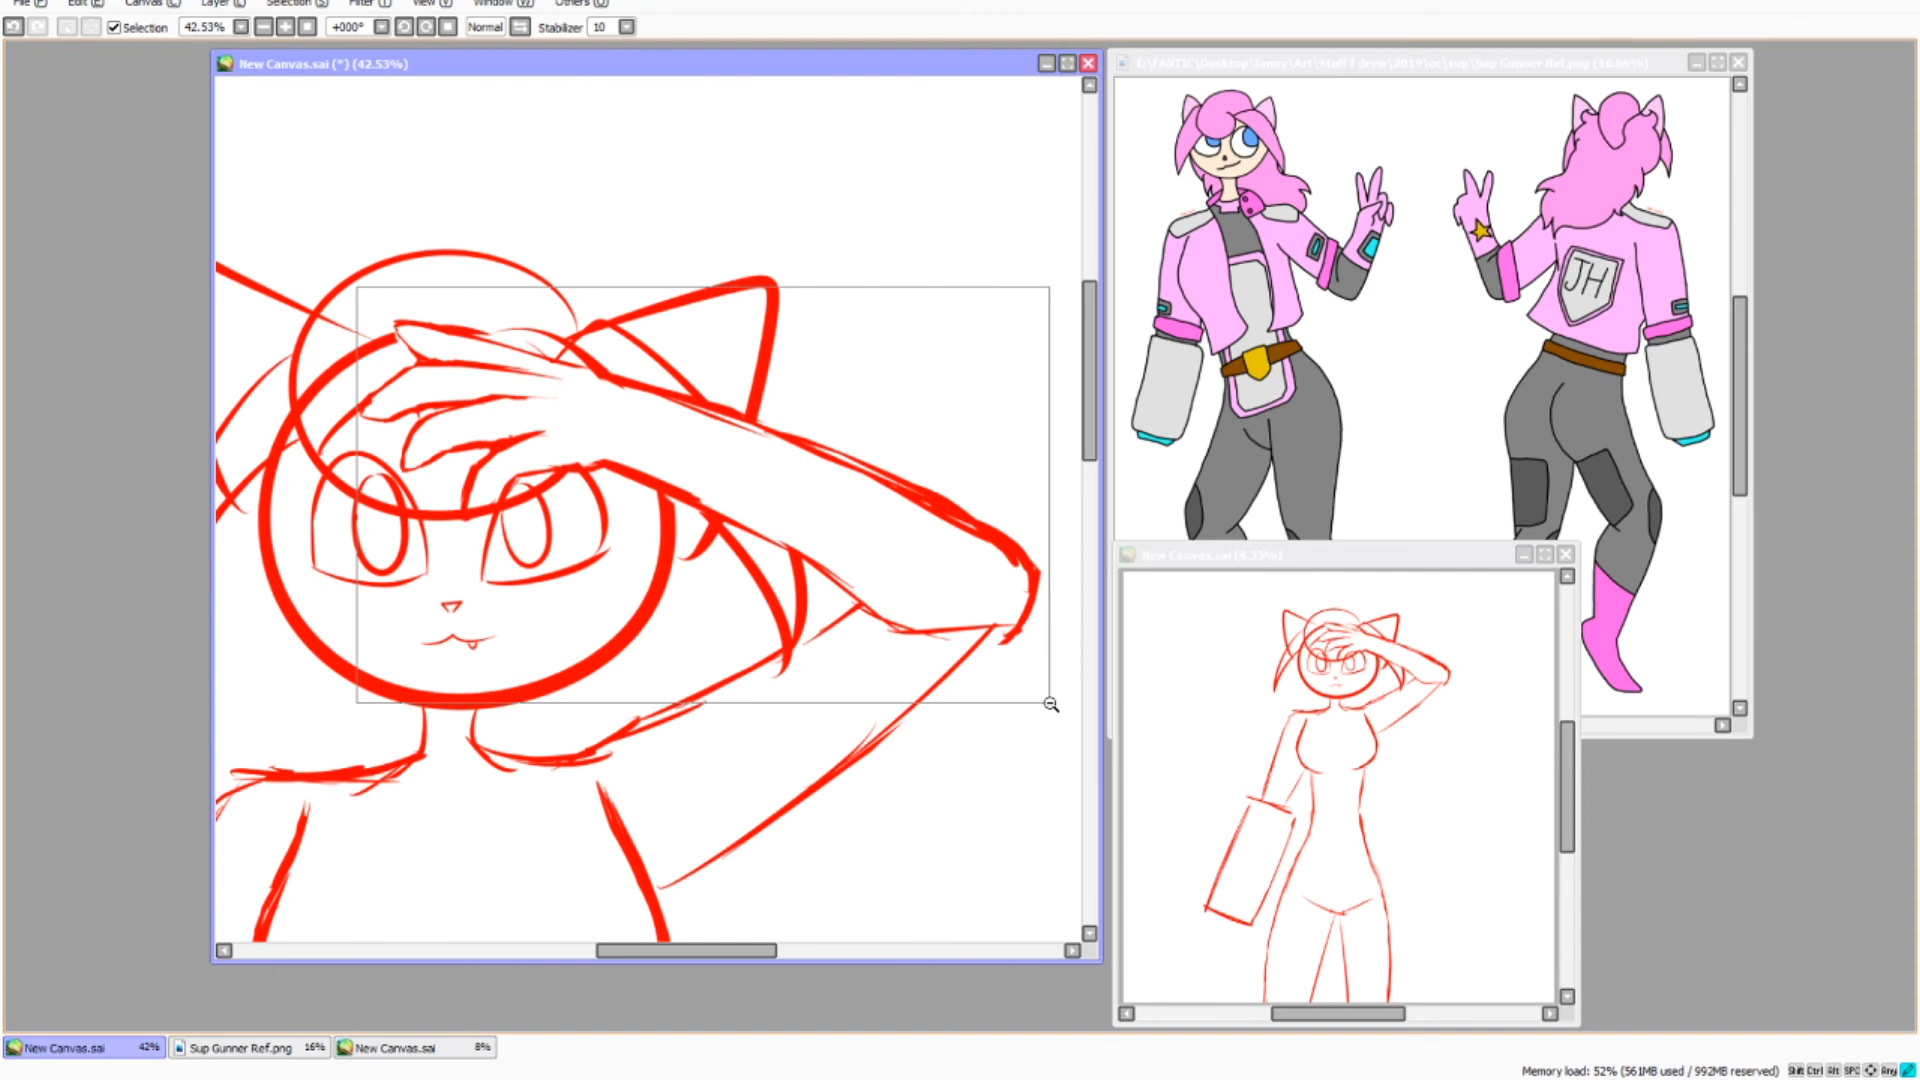 File (F) Edit (E) Canvas (C) Layer (L) Selection (S) Filter (T) View (V) Window (W) Others (O)
Selection 42.53% +000° Normal Stabilizer 10
New Canvas.sai (*) (42.53%)
E:\FANTIC\Desktop\fanny\Art\Stuff I drew\2019\oc\sup\Sup Gunner Ref.png (16.66%)
JH
New Canvas.sai (8.33%)
New Canvas.sai 42% Sup Gunner Ref.png 16% New Canvas.sai 8%
Memory load: 52% (561MB used / 992MB reserved) Shift Ctrl Alt SPC Any